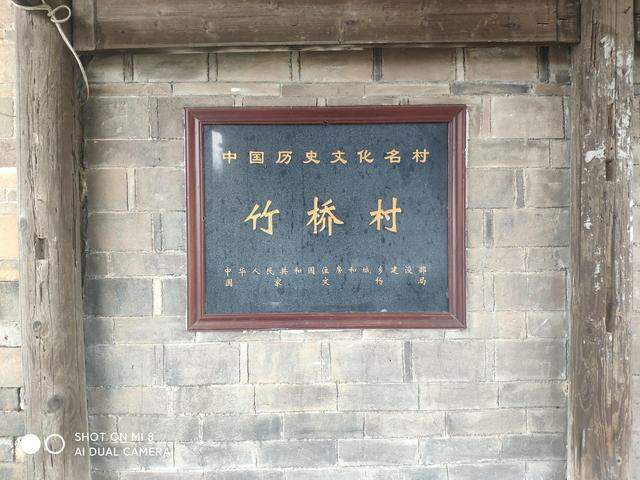 中国历史文化名村
竹桥村
中华人民共和国住房和城乡建设部
国家文物局
SHOT ON MI 8
AI DUAL CAMERA